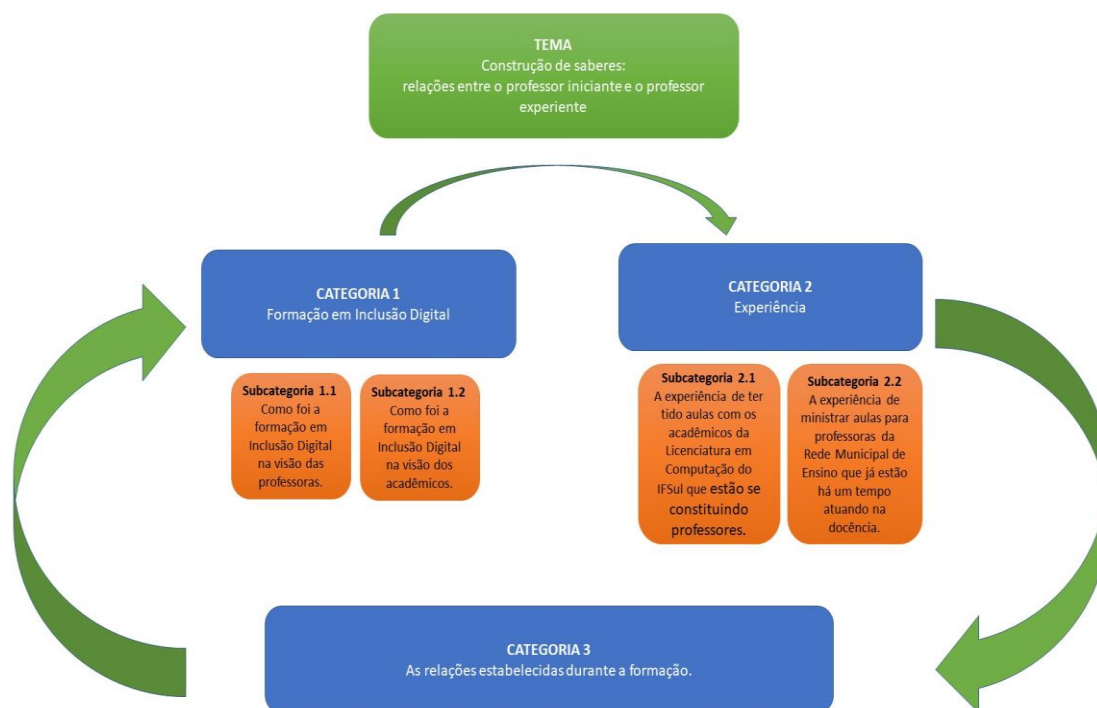 TEMA
Construção de saberes:
relações entre o professor iniciante e o professor
experiente
CATEGORIA 1
Formação em Inclusão Digital
CATEGORIA 2
Experiência
Subcategoria 1.1
Como foi a
formação em
Inclusão Digital
na visão das
professoras.
Subcategoria 1.2
Como foi a
formação em
Inclusão Digital
na visão dos
acadêmicos.
Subcategoria 2.1
A experiência de ter
tido aulas com os
acadêmicos da
Licenciatura em
Computação do
IFSul que estão se
constituindo
professores.
Subcategoria 2.2
A experiência de
ministrar aulas para
professoras da
Rede Municipal de
Ensino que já estão
há um tempo
atuando na
docência.
CATEGORIA 3
As relações estabelecidas durante a formação.